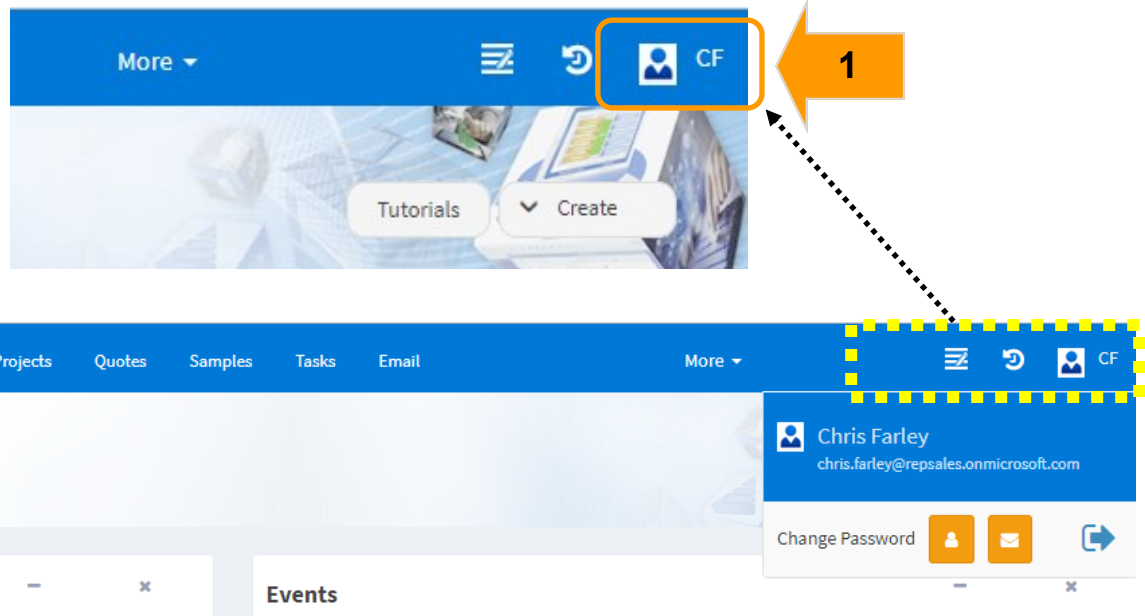 More
CF
1
Tutorials
Create
Projects Quotes Samples Tasks Email More CF
Chris Farley
chris.farley@repsales.onmicrosoft.com
Change Password
Events